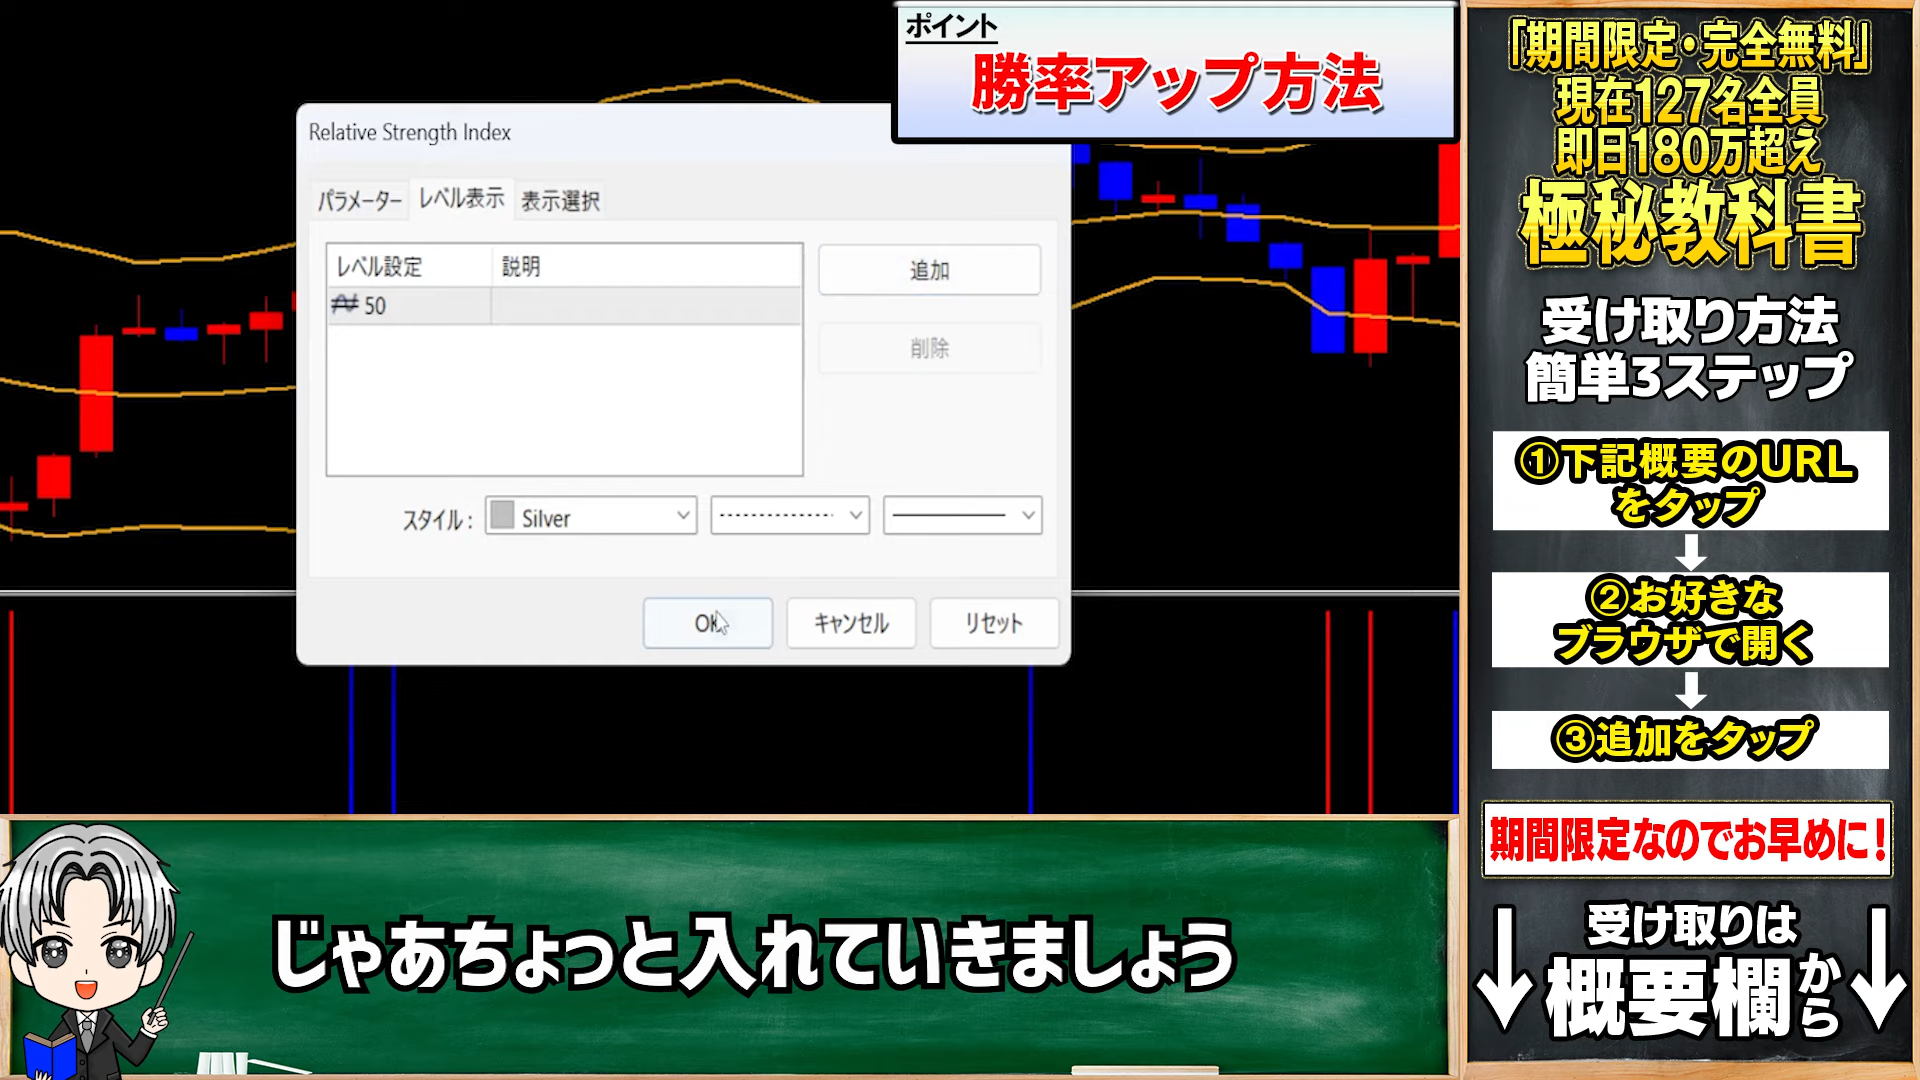 ポイント
勝率アップ方法
Relative Strength Index
パラメーター レベル表示 表示選択
レベル設定 説明
50
追加
削除
スタイル : Silver
OK キャンセル リセット
じゃあちょっと入れていきましょう
「期間限定・完全無料」
現在127名全員
即日180万超え
極秘教科書
受け取り方法
簡単3ステップ
①下記概要のURL
をタップ
②お好きな
ブラウザで開く
③追加をタップ
期間限定なのでお早めに！
受け取りは
概要欄から